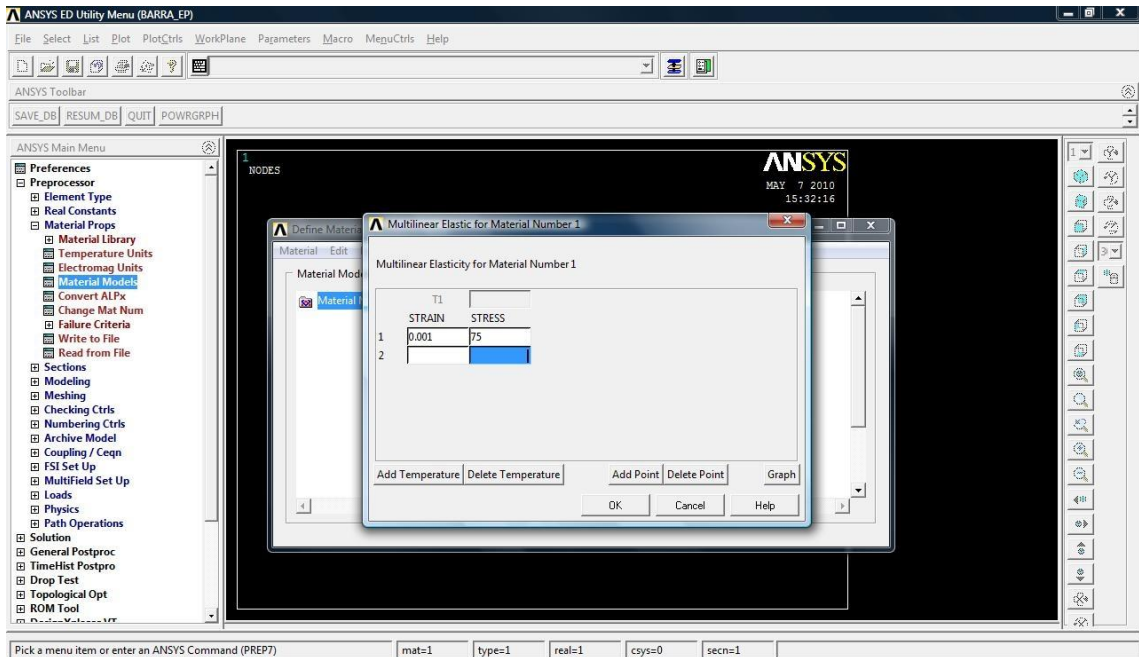 ANSYS ED Utility Menu (BARRA_EP)
File Select List Plot PlotCtrls WorkPlane Parameters Macro MenuCtrls Help
ANSYS Toolbar
SAVE_DB RESUM_DB QUIT POWRGRPH
ANSYS Main Menu
Preferences
Preprocessor
Element Type
Real Constants
Material Props
Material Library
Temperature Units
Electromag Units
Material Models
Convert ALPx
Change Mat Num
Failure Criteria
Write to File
Read from File
Sections
Modeling
Meshing
Checking Ctrls
Numbering Ctrls
Archive Model
Coupling / Ceqn
FSI Set Up
MultiField Set Up
Loads
Physics
Path Operations
Solution
General Postproc
TimeHist Postpro
Drop Test
Topological Opt
ROM Tool
1
NODES
ANSYS
MAY 7 2010
15:32:16
Define Materia
Material Edit
Material Mode
Material
Multilinear Elastic for Material Number 1
Multilinear Elasticity for Material Number 1
T1
STRAIN STRESS
1 0.001 75
2
Add Temperature Delete Temperature Add Point Delete Point Graph
OK Cancel Help
1
3
Pick a menu item or enter an ANSYS Command (PREP7) mat=1 type=1 real=1 csys=0 secn=1